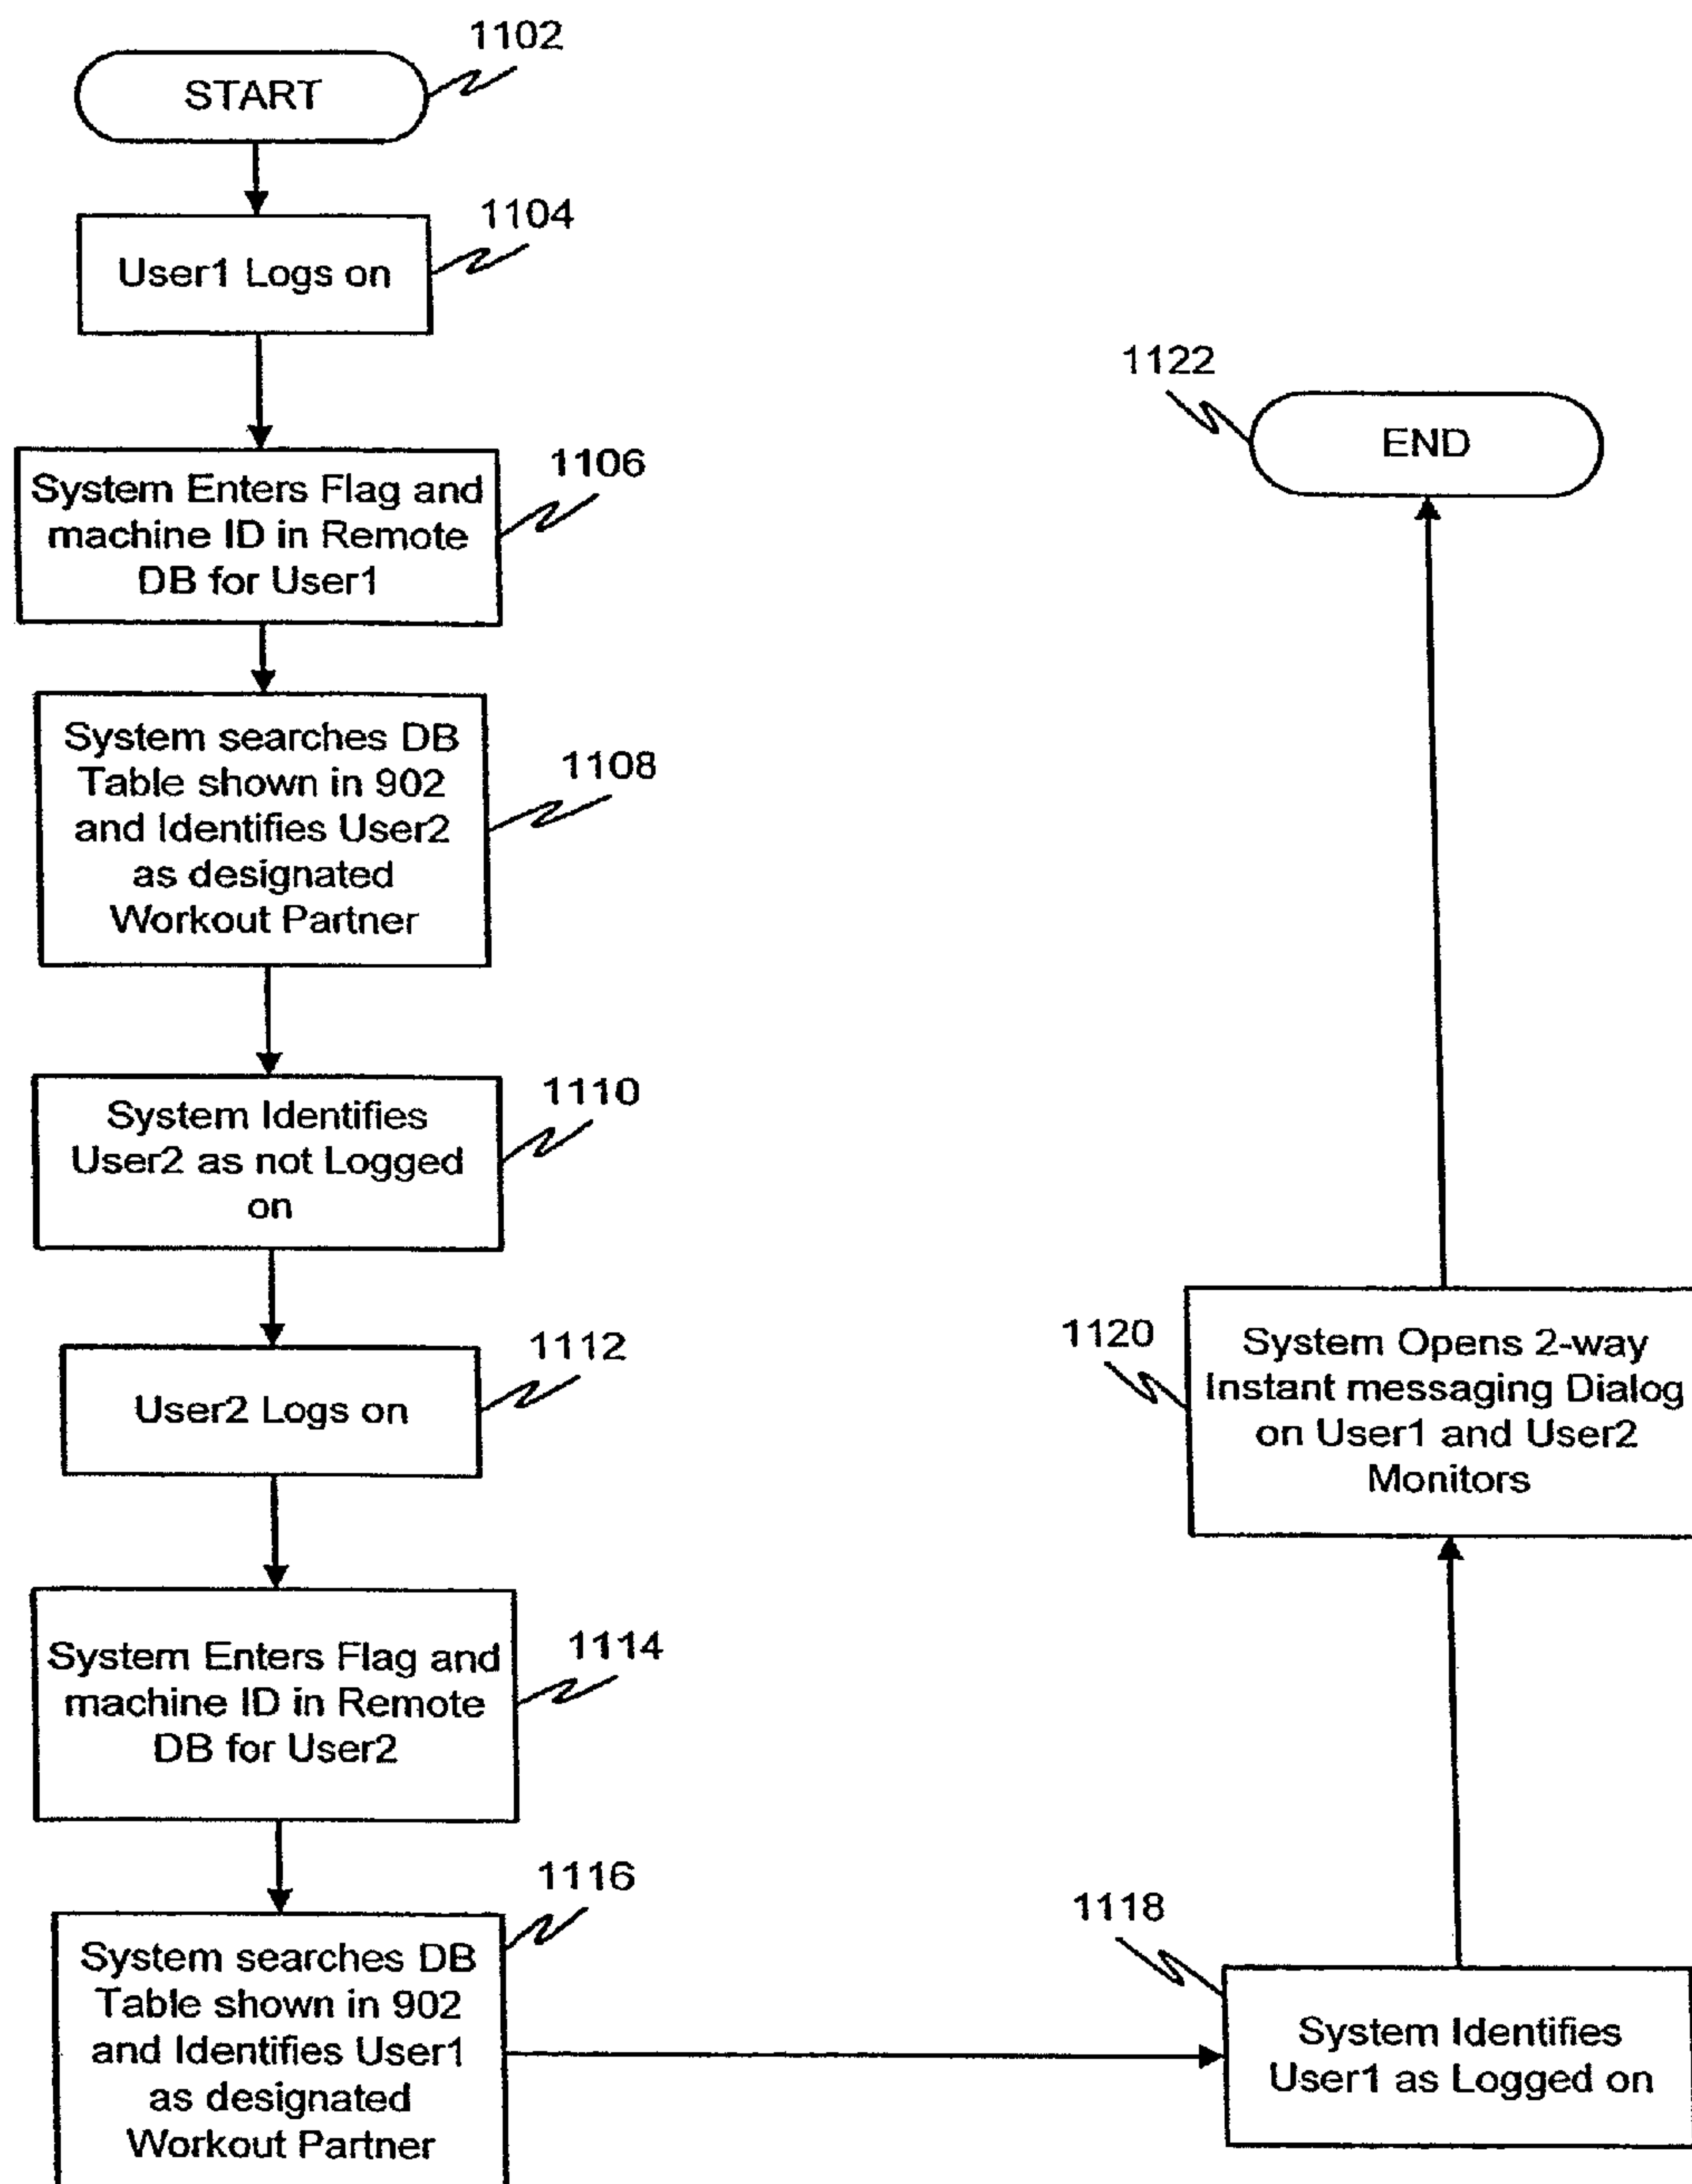 1102
START
1104
User1 Logs on
1106
System Enters Flag and
machine ID in Remote
DB for User1
1108
System searches DB
Table shown in 902
and Identifies User2
as designated
Workout Partner
1110
System Identifies
User2 as not Logged
on
1112
User2 Logs on
1114
System Enters Flag and
machine ID in Remote
DB for User2
1116
System searches DB
Table shown in 902
and Identifies User1
as designated
Workout Partner
1118
System Identifies
User1 as Logged on
1120
System Opens 2-way
Instant messaging Dialog
on User1 and User2
Monitors
1122
END